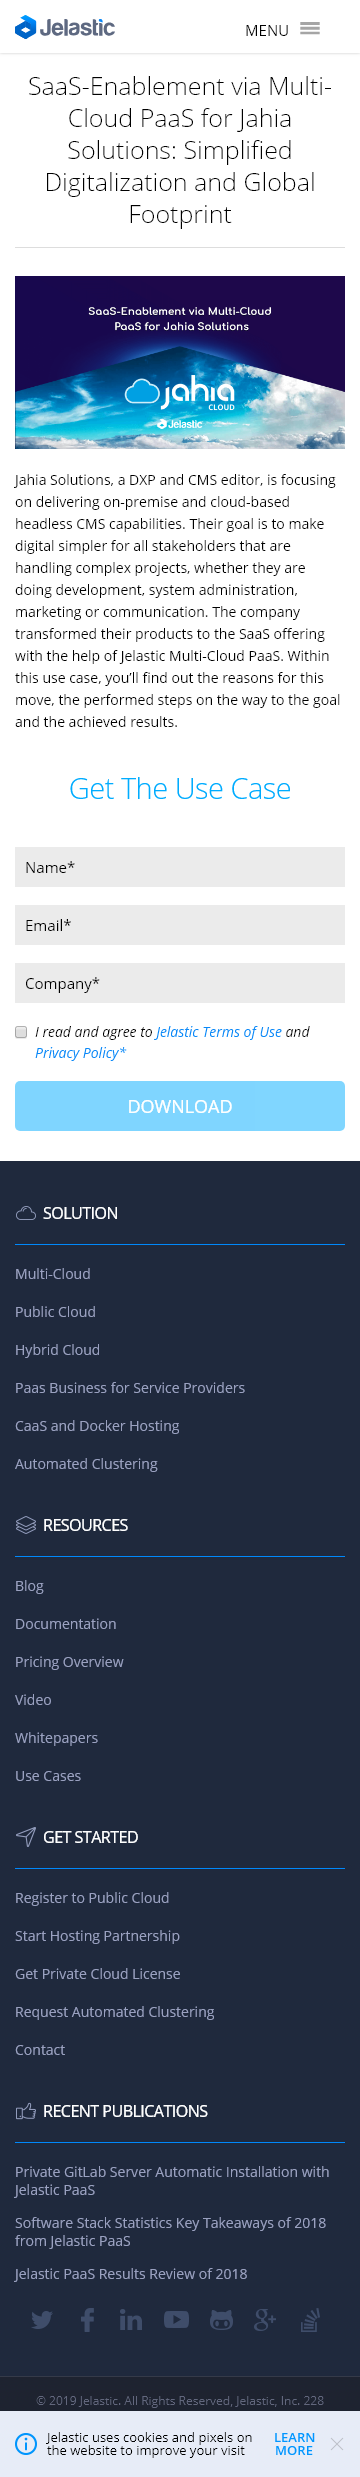 Jelastic
MENU
SaaS-Enablement via Multi-
Cloud PaaS for Jahia
Solutions: Simplified
Digitalization and Global
Footprint
SaaS-Enablement via Multi-Cloud
PaaS for Jahia Solutions
jahia
CLOUD
Jelastic
Jahia Solutions, a DXP and CMS editor, is focusing
on delivering on-premise and cloud-based
headless CMS capabilities. Their goal is to make
digital simpler for all stakeholders that are
handling complex projects, whether they are
doing development, system administration,
marketing or communication. The company
transformed their products to the SaaS offering
with the help of Jelastic Multi-Cloud PaaS. Within
this use case, you’ll find out the reasons for this
move, the performed steps on the way to the goal
and the achieved results.
Get The Use Case
Name*
Email*
Company*
I read and agree to Jelastic Terms of Use and
Privacy Policy*
DOWNLOAD
SOLUTION
Multi-Cloud
Public Cloud
Hybrid Cloud
Paas Business for Service Providers
CaaS and Docker Hosting
Automated Clustering
RESOURCES
Blog
Documentation
Pricing Overview
Video
Whitepapers
Use Cases
GET STARTED
Register to Public Cloud
Start Hosting Partnership
Get Private Cloud License
Request Automated Clustering
Contact
RECENT PUBLICATIONS
Private GitLab Server Automatic Installation with
Jelastic PaaS
Software Stack Statistics Key Takeaways of 2018
from Jelastic PaaS
Jelastic PaaS Results Review of 2018
© 2019 Jelastic. All Rights Reserved, Jelastic, Inc. 228
Jelastic uses cookies and pixels on
the website to improve your visit
LEARN
MORE